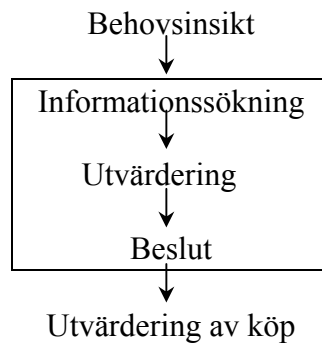 Behovsinsikt
Informationssökning
Utvärdering
Beslut
Utvärdering av köp